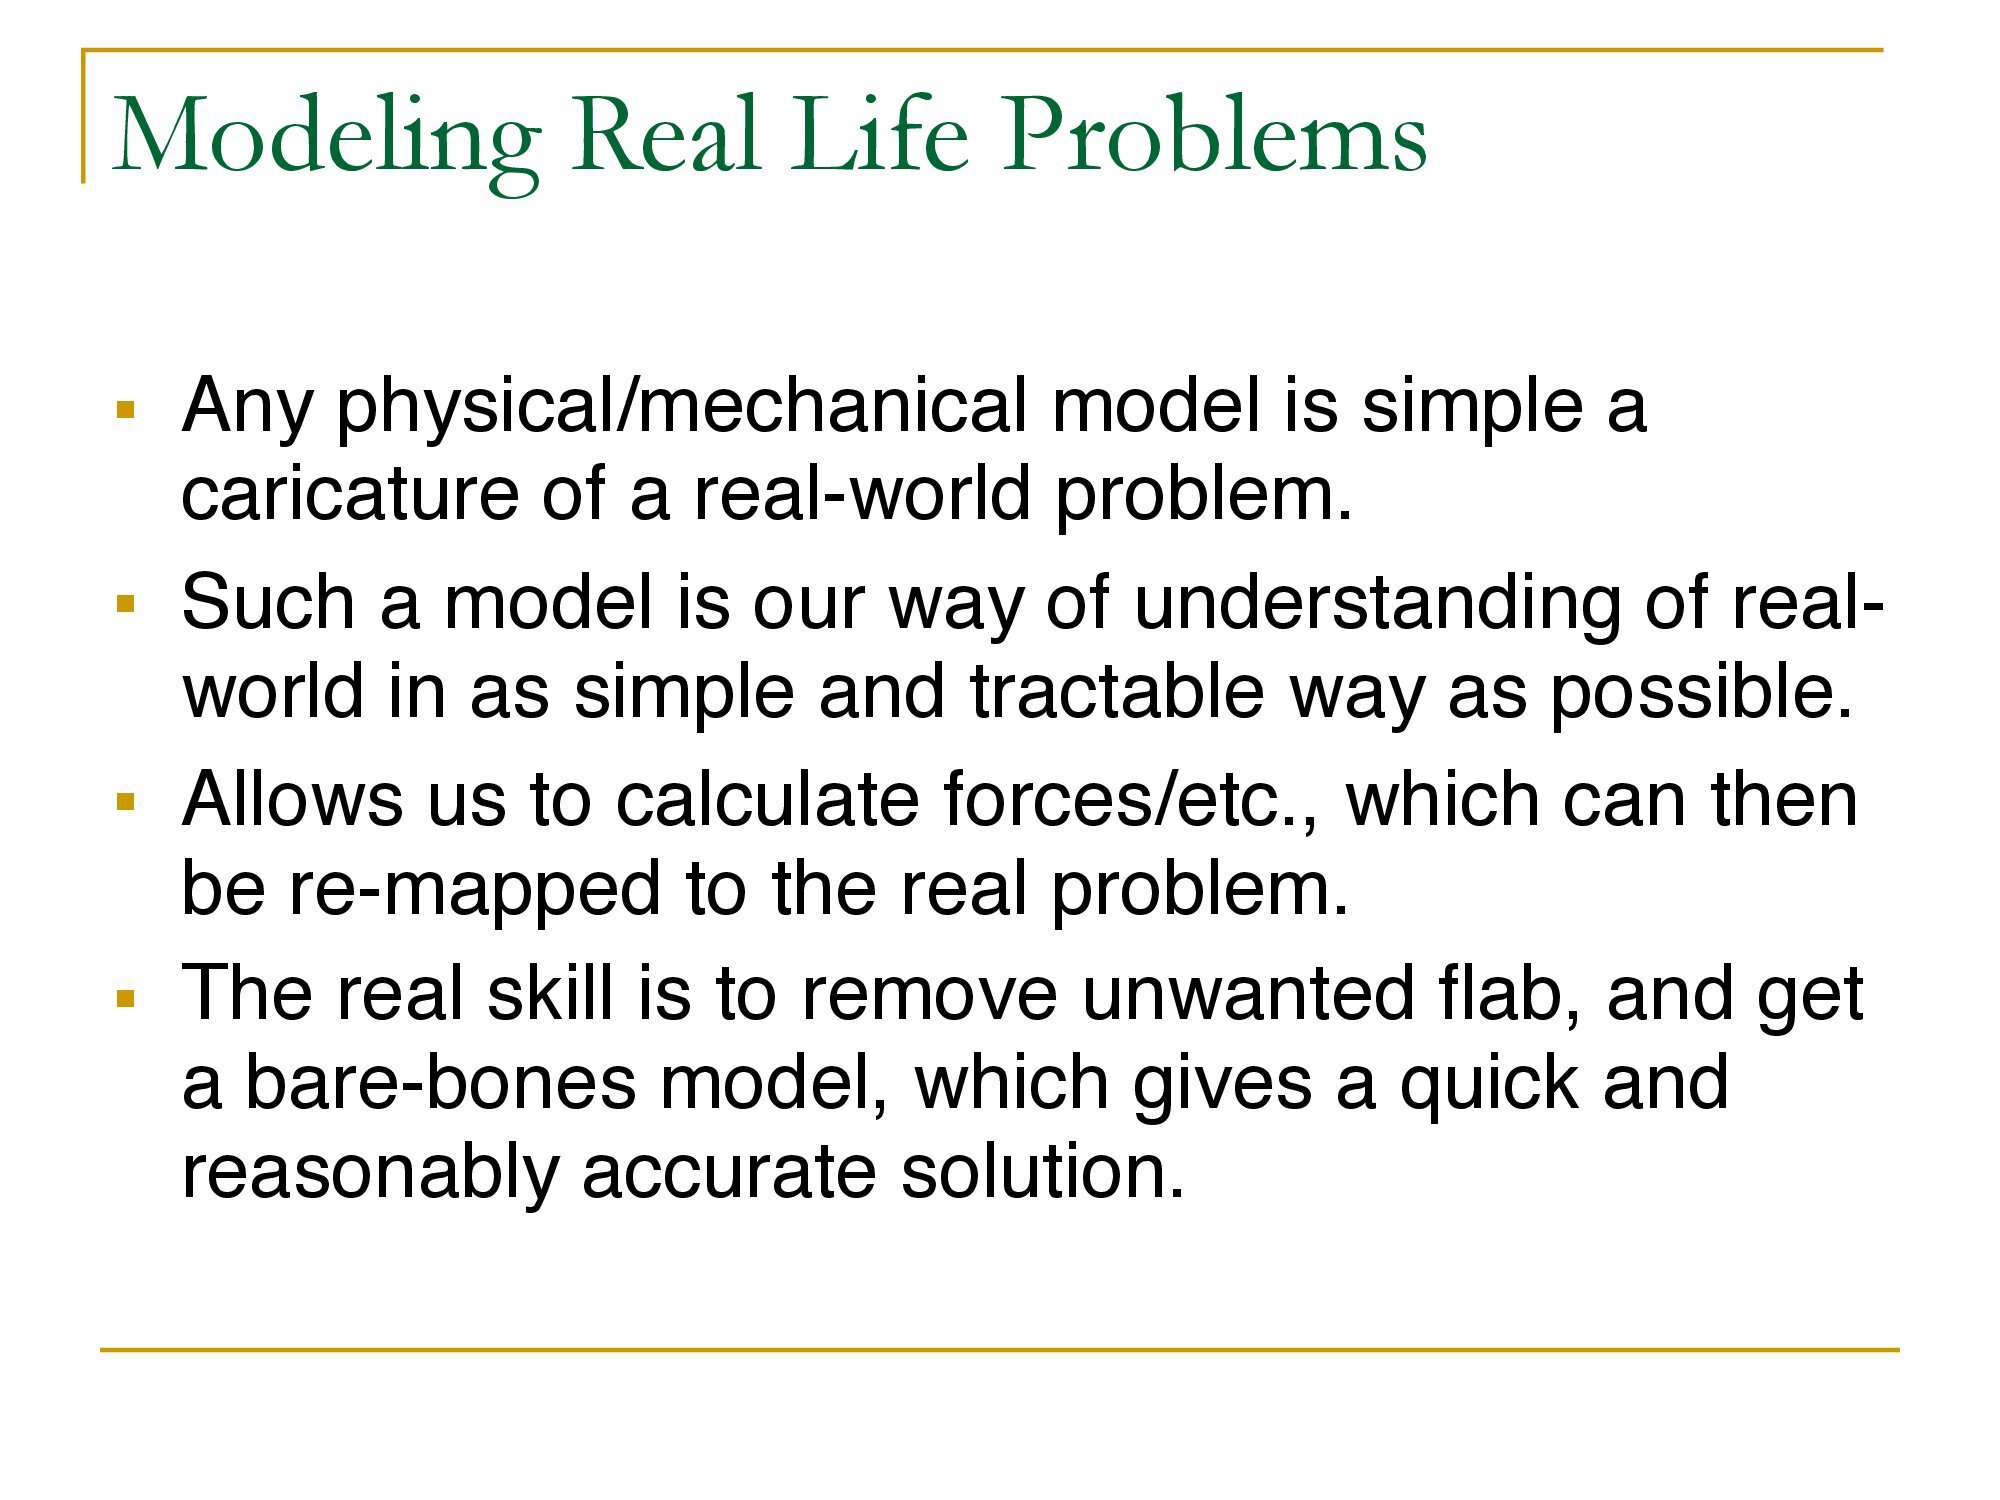 Modeling Real Life Problems
Any physical/mechanical model is simple a
caricature of a real-world problem.
Such a model is our way of understanding of real-
world in as simple and tractable way as possible.
Allows us to calculate forces/etc., which can then
be re-mapped to the real problem.
The real skill is to remove unwanted flab, and get
a bare-bones model, which gives a quick and
reasonably accurate solution.